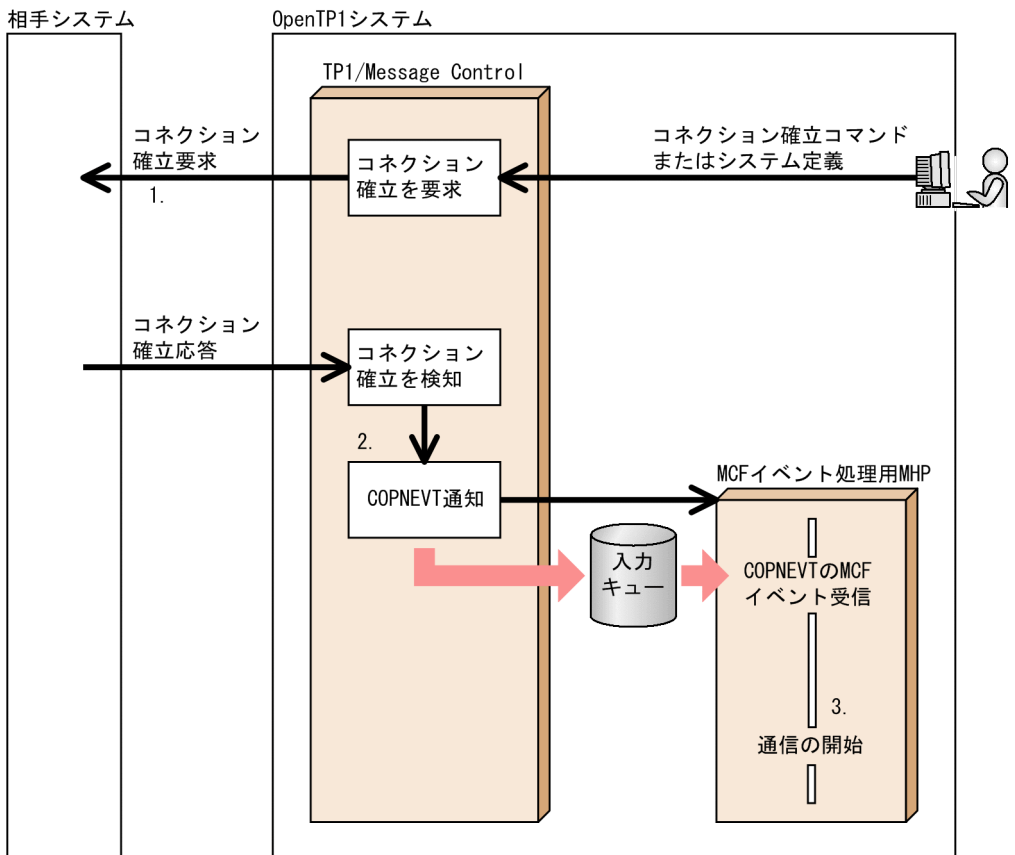 相手システム
OpenTP1システム
TP1/Message Control
コネクション
確立要求
1.
コネクション
確立を要求
コネクション確立コマンド
またはシステム定義
コネクション
確立応答
コネクション
確立を検知
2.
COPNEVT通知
MCFイベント処理用MHP
入力
キュー
COPNEVTのMCF
イベント受信
3.
通信の開始